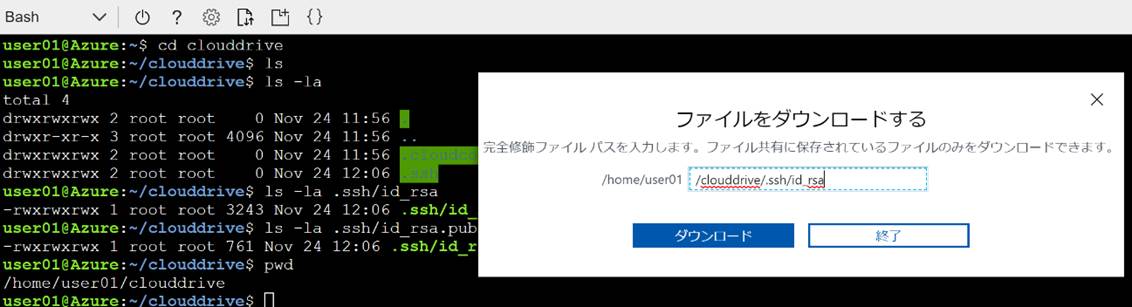 Bash
user01@Azure:~$ cd clouddrive
user01@Azure:~/clouddrive$ ls
user01@Azure:~/clouddrive$ ls -la
total 4
drwxrwxrwx 2 root root    0 Nov 24 11:56 .
drwxr-xr-x 3 root root 4096 Nov 24 11:56 ..
drwxrwxrwx 2 root root    0 Nov 24 11:56 .cloudco
drwxrwxrwx 2 root root    0 Nov 24 12:06 .ssh
user01@Azure:~/clouddrive$ ls -la .ssh/id_rsa
-rwxrwxrwx 1 root root 3243 Nov 24 12:06 .ssh/id_
user01@Azure:~/clouddrive$ ls -la .ssh/id_rsa.pub
-rwxrwxrwx 1 root root 761 Nov 24 12:06 .ssh/id_r
user01@Azure:~/clouddrive$ pwd
/home/user01/clouddrive
user01@Azure:~/clouddrive$
ファイルをダウンロードする
完全修飾ファイル パスを入力します。ファイル共有に保存されているファイルのみをダウンロードできます。
/home/user01 /clouddrive/.ssh/id_rsa
ダウンロード 終了